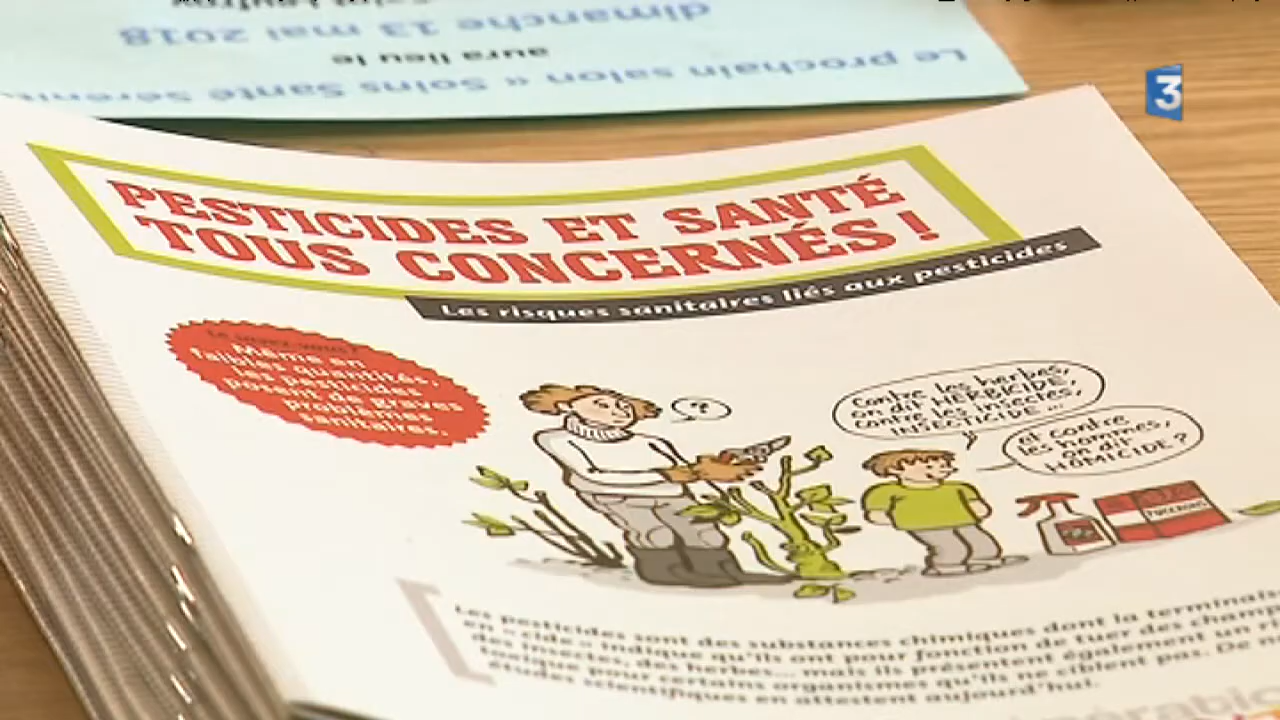 Le prochain salon « Soins Santé
aura lieu le
dimanche 13 mai 2018
3
PESTICIDES ET SANTÉ
TOUS CONCERNÉS !
Les risques sanitaires liés aux pesticides
Le saviez-vous ?
Même en
faibles quantités,
les pesticides
posent de graves
problèmes
sanitaires.
?
Contre les herbes,
on dit HERBICIDE,
contre les insectes,
INSECTICIDE ...
et contre
les hommes,
on dit
HOMICIDE ?
PUCERONS
Les pesticides sont des substances chimiques dont la
en « cide » indique qu'ils ont pour fonction de tuer des
des insectes, des herbes... mais ils présentent également un
toxique pour certains organismes qu'ils ne ciblent pas. De
études scientifiques en attestent aujourd'hui.